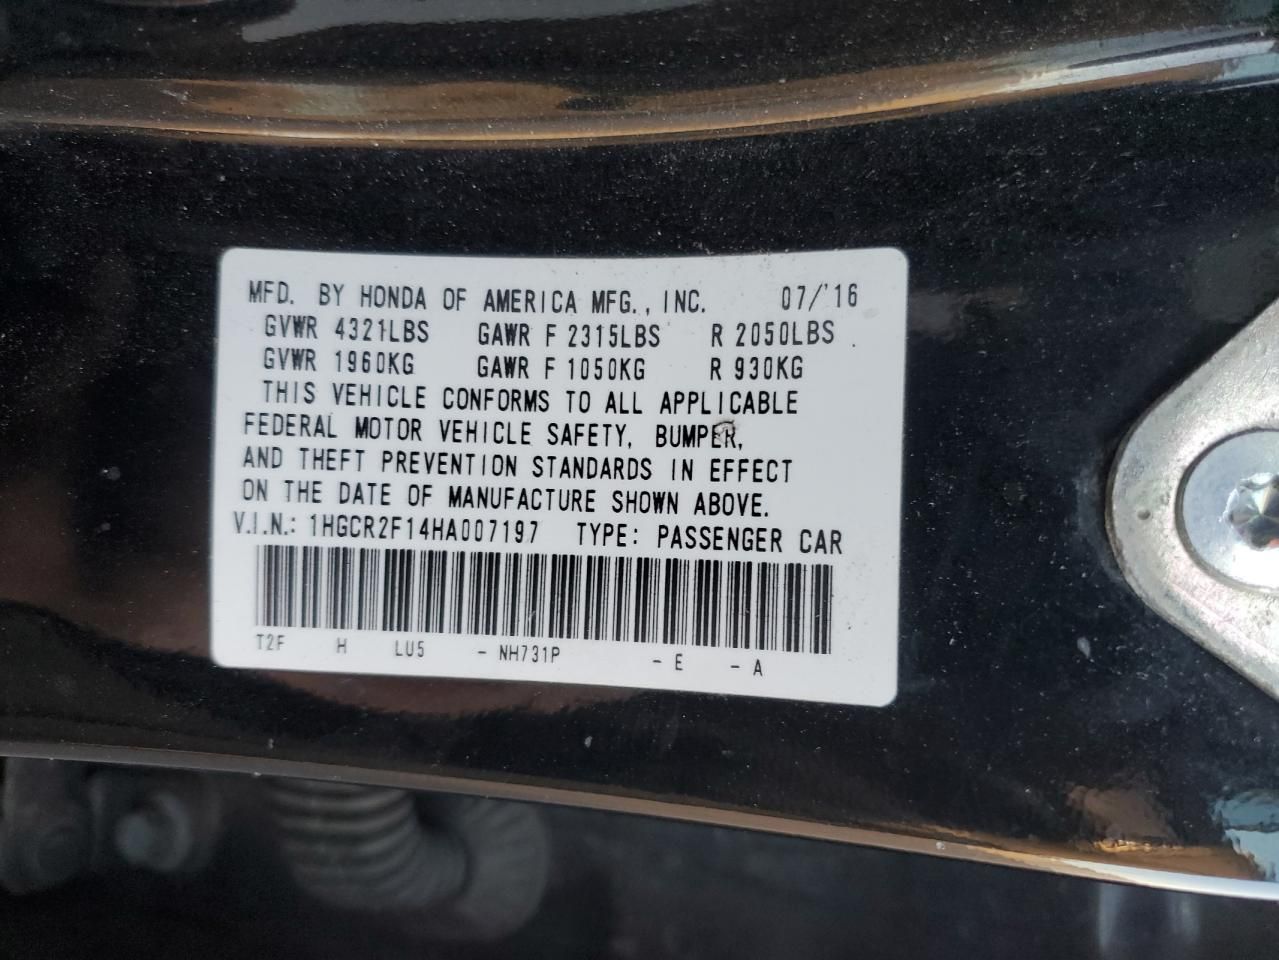 MFD. BY HONDA OF AMERICA MFG., INC. 07/'16
GVWR 4321LBS GAWR F 2315LBS R 2050LBS
GVWR 1960KG GAWR F 1050KG R 930KG
THIS VEHICLE CONFORMS TO ALL APPLICABLE
FEDERAL MOTOR VEHICLE SAFETY, BUMPER,
AND THEFT PREVENTION STANDARDS IN EFFECT
ON THE DATE OF MANUFACTURE SHOWN ABOVE.
V.I.N.: 1HGCR2F14HA007197 TYPE: PASSENGER CAR
T2F H LU5 - NH731P - E - A